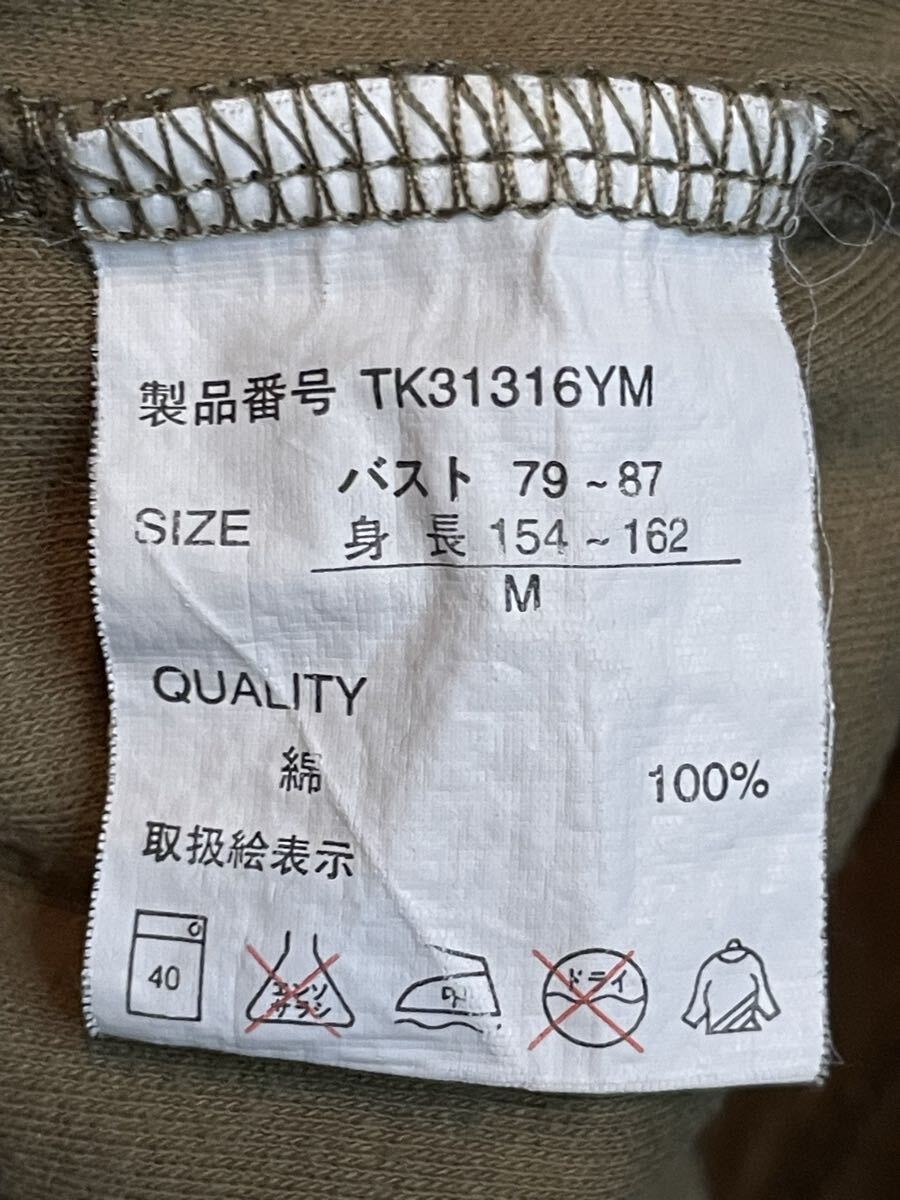 製品番号 TK31316YM
バスト 79~87
SIZE 身長 154~162
M
QUALITY
綿 100%
取扱絵表示
40 エンソサラシ 中 ドライ